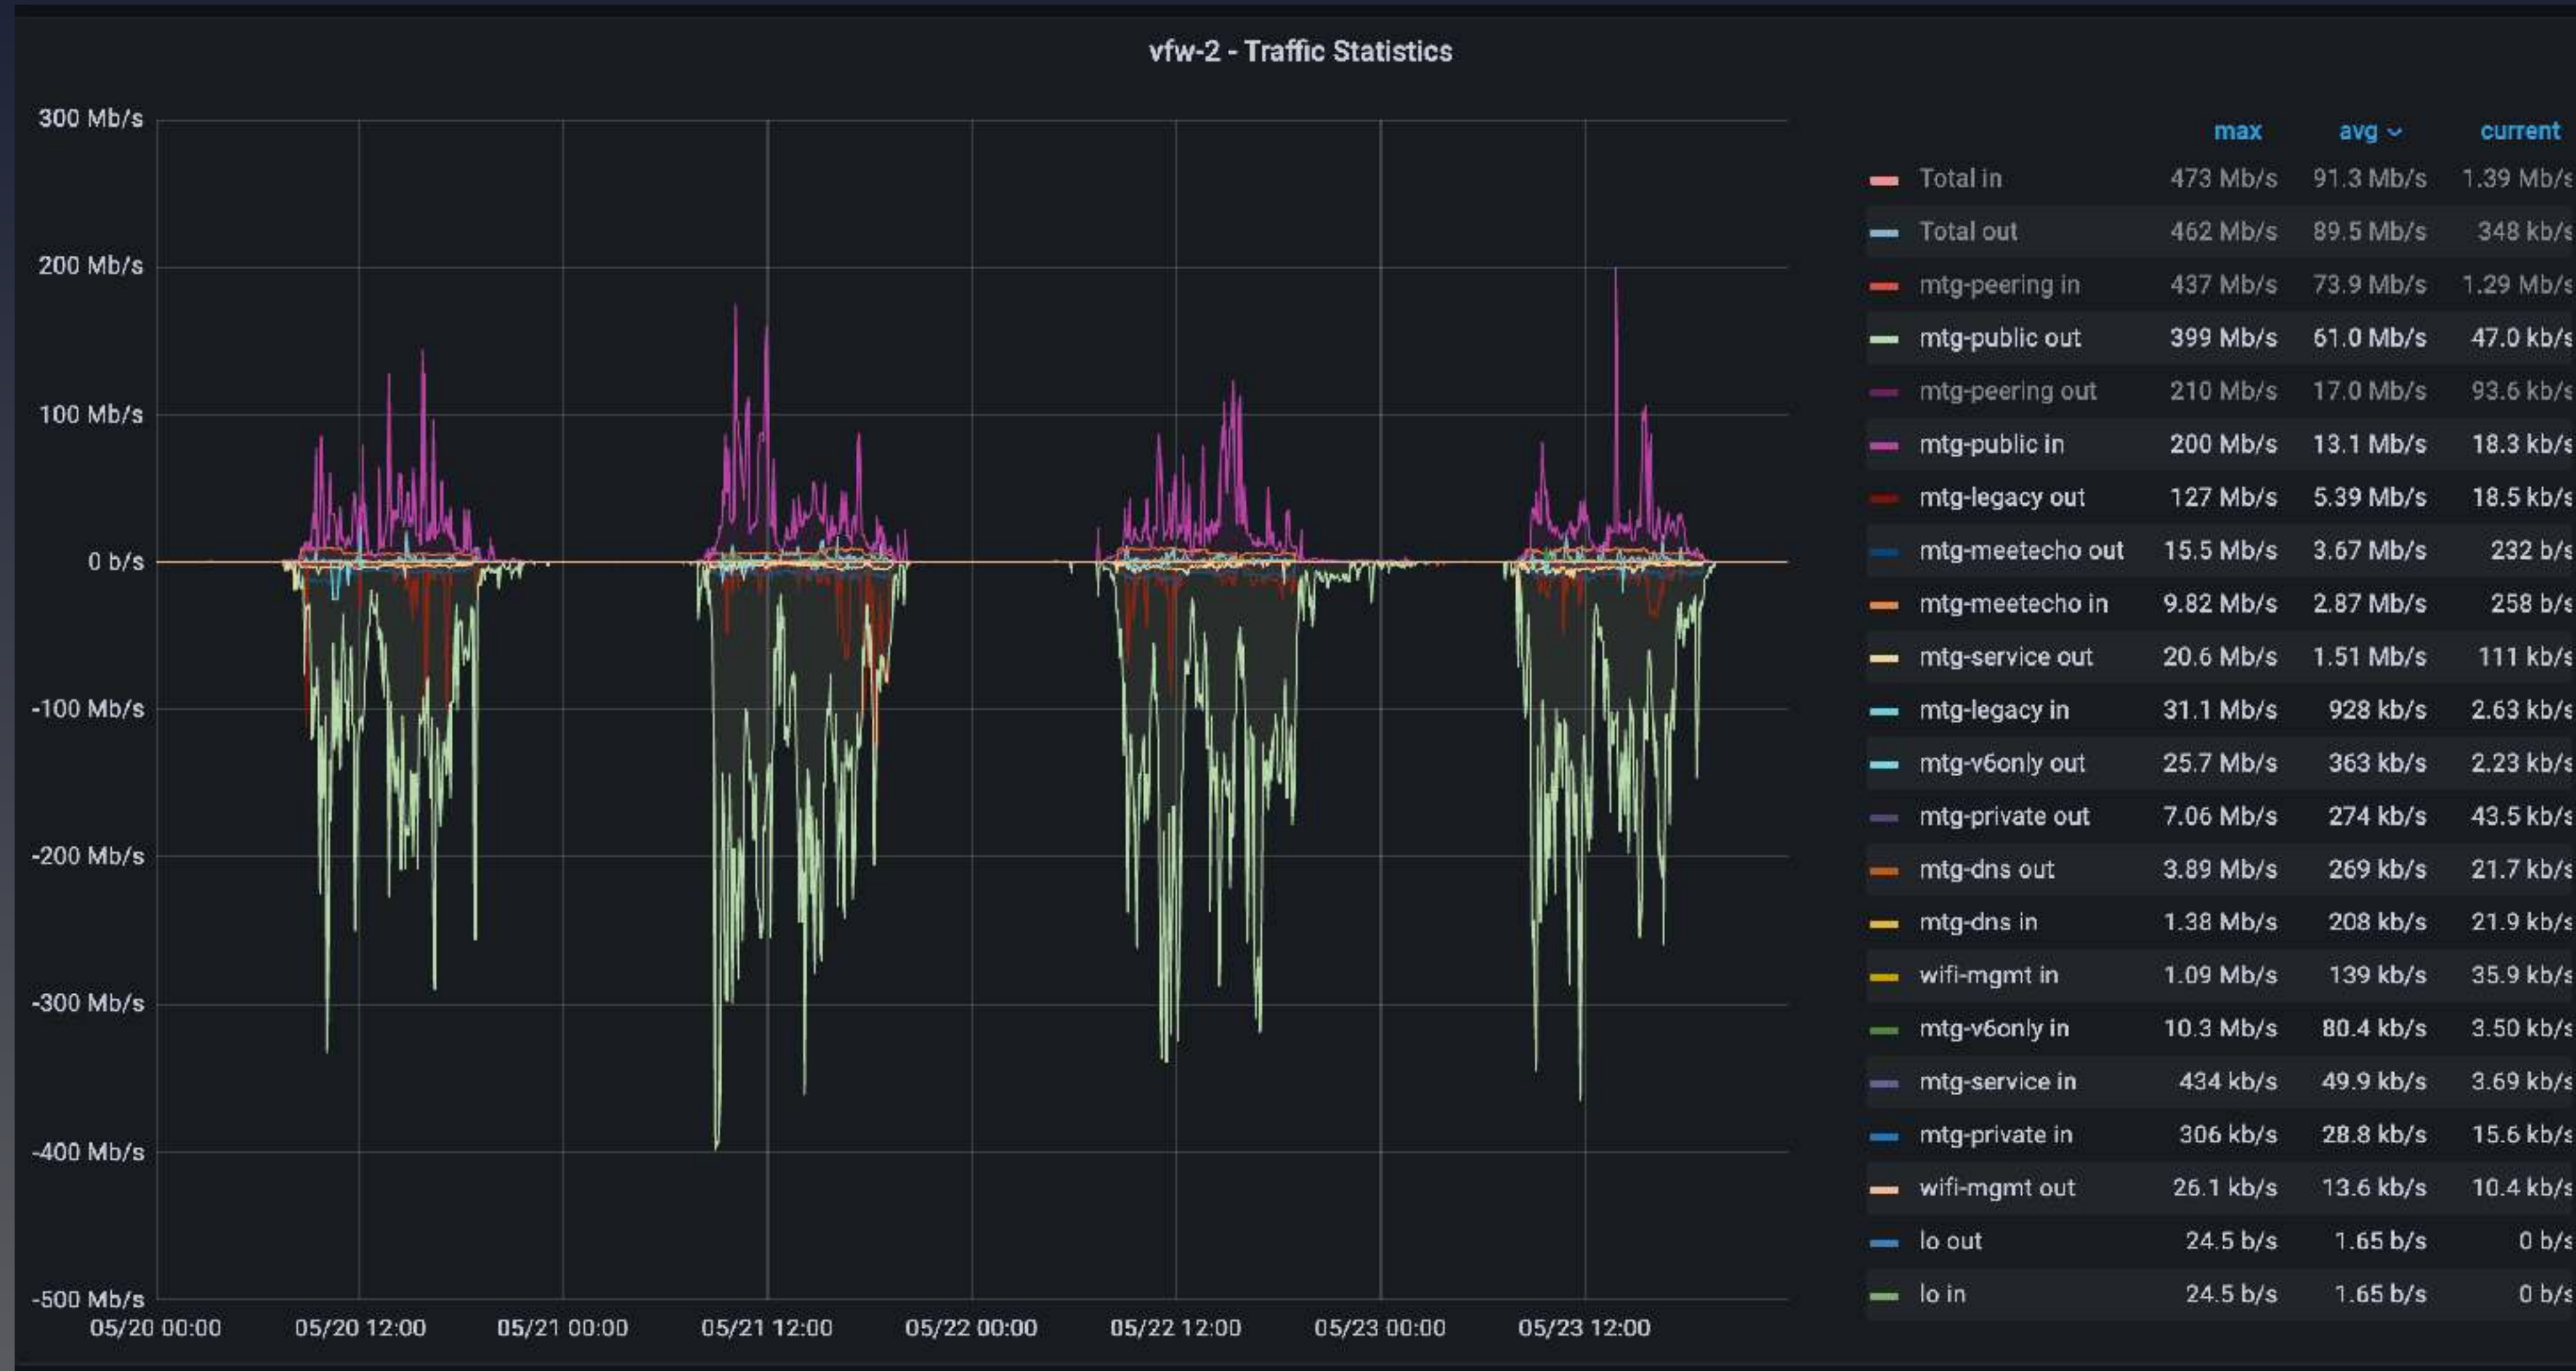 vfw-2 - Traffic Statistics
300 Mb/s
200 Mb/s
100 Mb/s
0 b/s
-100 Mb/s
-200 Mb/s
-300 Mb/s
-400 Mb/s
-500 Mb/s
05/20 00:00 05/20 12:00 05/21 00:00 05/21 12:00 05/22 00:00 05/22 12:00 05/23 00:00 05/23 12:00
max avg current
Total in 473 Mb/s 91.3 Mb/s 1.39 Mb/s
Total out 462 Mb/s 89.5 Mb/s 348 kb/s
mtg-peering in 437 Mb/s 73.9 Mb/s 1.29 Mb/s
mtg-public out 399 Mb/s 61.0 Mb/s 47.0 kb/s
mtg-peering out 210 Mb/s 17.0 Mb/s 93.6 kb/s
mtg-public in 200 Mb/s 13.1 Mb/s 18.3 kb/s
mtg-legacy out 127 Mb/s 5.39 Mb/s 18.5 kb/s
mtg-meetecho out 15.5 Mb/s 3.67 Mb/s 232 b/s
mtg-meetecho in 9.82 Mb/s 2.87 Mb/s 258 b/s
mtg-service out 20.6 Mb/s 1.51 Mb/s 111 kb/s
mtg-legacy in 31.1 Mb/s 928 kb/s 2.63 kb/s
mtg-v6only out 25.7 Mb/s 363 kb/s 2.23 kb/s
mtg-private out 7.06 Mb/s 274 kb/s 43.5 kb/s
mtg-dns out 3.89 Mb/s 269 kb/s 21.7 kb/s
mtg-dns in 1.38 Mb/s 208 kb/s 21.9 kb/s
wifi-mgmt in 1.09 Mb/s 139 kb/s 35.9 kb/s
mtg-v6only in 10.3 Mb/s 80.4 kb/s 3.50 kb/s
mtg-service in 434 kb/s 49.9 kb/s 3.69 kb/s
mtg-private in 306 kb/s 28.8 kb/s 15.6 kb/s
wifi-mgmt out 26.1 kb/s 13.6 kb/s 10.4 kb/s
lo out 24.5 b/s 1.65 b/s 0 b/s
lo in 24.5 b/s 1.65 b/s 0 b/s